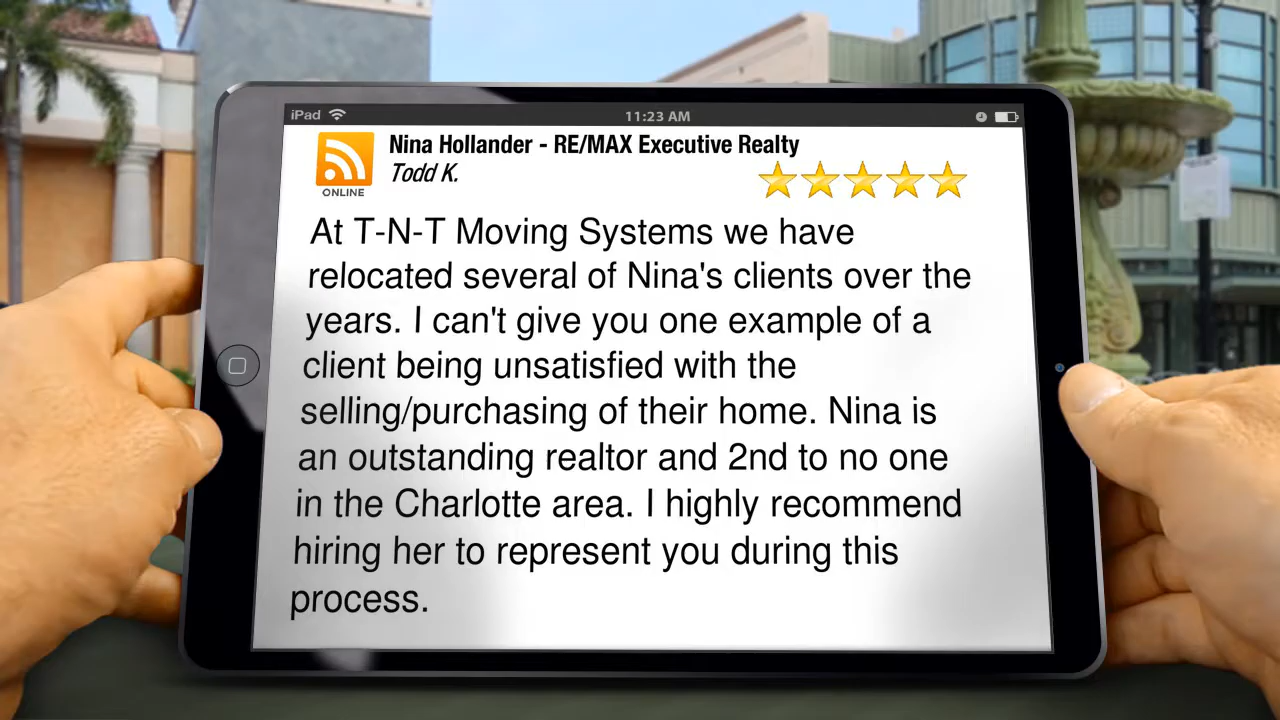 iPad 11:23 AM
Nina Hollander - RE/MAX Executive Realty
Todd K.
ONLINE
At T-N-T Moving Systems we have
relocated several of Nina's clients over the
years. I can't give you one example of a
client being unsatisfied with the
selling/purchasing of their home. Nina is
an outstanding realtor and 2nd to no one
in the Charlotte area. I highly recommend
hiring her to represent you during this
process.